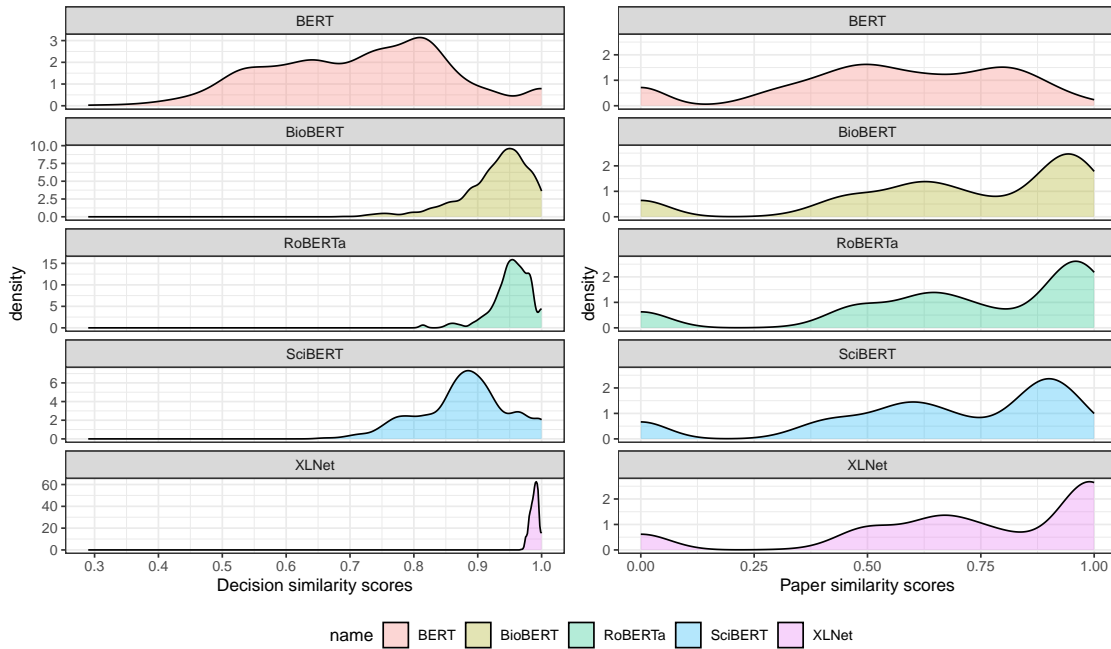 BERT
3
2
1
0
BioBERT
10.0
7.5
5.0
2.5
0.0
RoBERTa
15
10
5
0
SciBERT
6
4
2
0
XLNet
60
40
20
0
density
0.3 0.4 0.5 0.6 0.7 0.8 0.9 1.0
Decision similarity scores
BERT
2
1
0
BioBERT
2
1
0
RoBERTa
2
1
0
SciBERT
2
1
0
XLNet
2
1
0
density
0.00 0.25 0.50 0.75 1.00
Paper similarity scores
name BERT BioBERT RoBERTa SciBERT XLNet